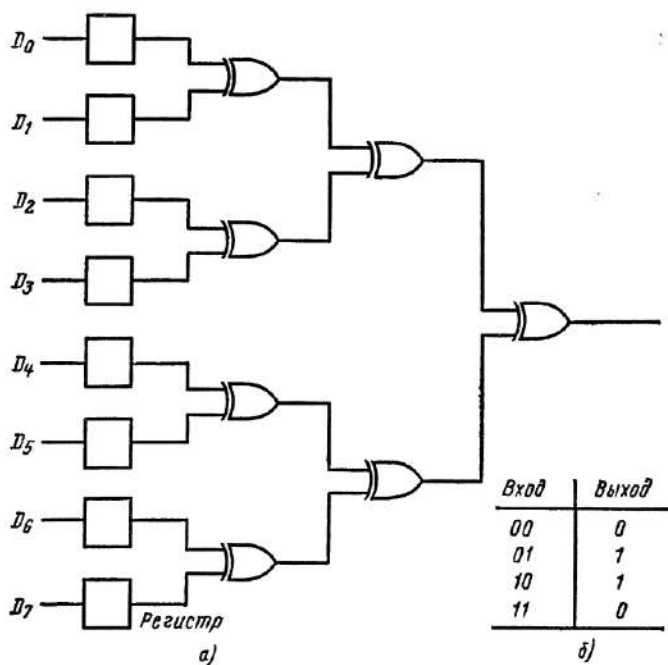 D0
D1
D2
D3
D4
D5
D6
D7
Регистр
а)
Вход Выход
00 0
01 1
10 1
11 0
б)